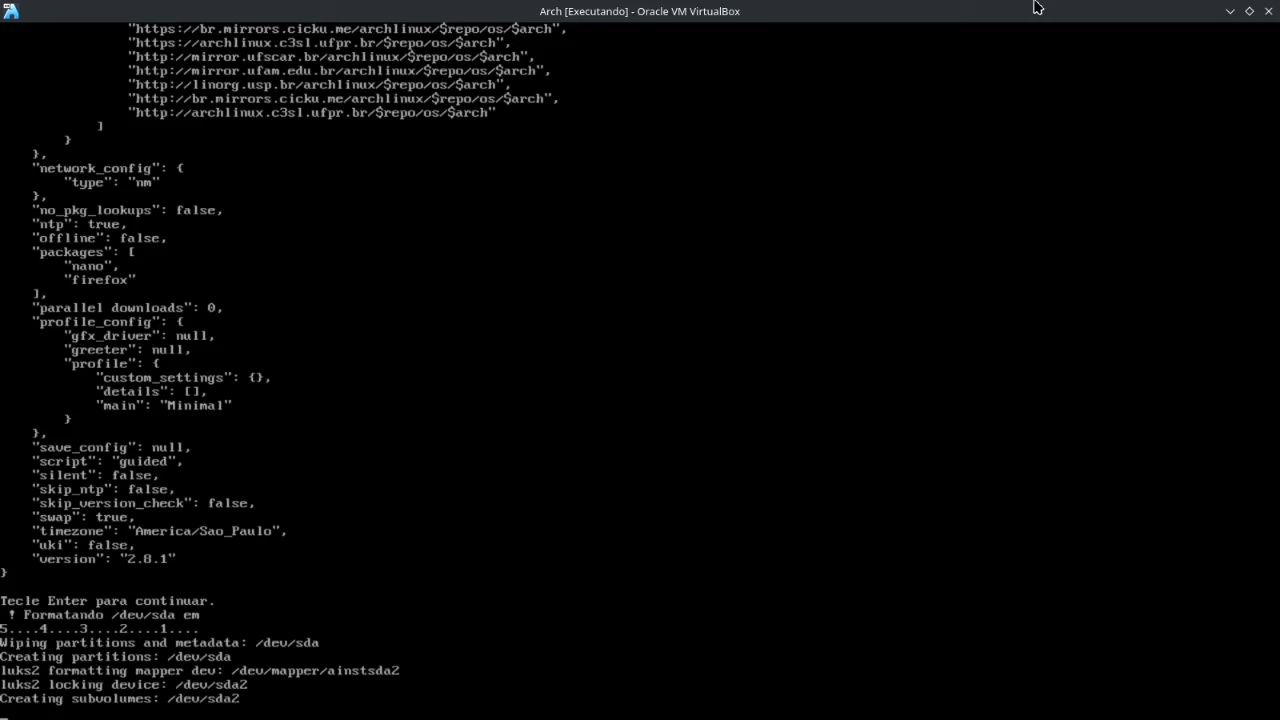 Arch [Executando] - Oracle VM VirtualBox
"https://br.mirrors.cicku.me/archlinux/$repo/os/$arch",
"https://archlinux.c3sl.ufpr.br/$repo/os/$arch",
"http://mirror.ufscar.br/archlinux/$repo/os/$arch",
"http://mirror.ufam.edu.br/archlinux/$repo/os/$arch",
"http://linorg.usp.br/archlinux/$repo/os/$arch",
"http://br.mirrors.cicku.me/archlinux/$repo/os/$arch",
"http://archlinux.c3sl.ufpr.br/$repo/os/$arch"
]
}
},
"network_config": {
"type": "nm"
},
"no_pkg_lookups": false,
"ntp": true,
"offline": false,
"packages": [
"nano",
"firefox"
],
"parallel downloads": 0,
"profile_config": {
"gfx_driver": null,
"greeter": null,
"profile": {
"custom_settings": {},
"details": [],
"main": "Minimal"
}
},
"save_config": null,
"script": "guided",
"silent": false,
"skip_ntp": false,
"skip_version_check": false,
"swap": true,
"timezone": "America/Sao_Paulo",
"uki": false,
"version": "2.8.1"
}
Tecle Enter para continuar.
! Formatando /dev/sda em
5....4....3....2....1....
Wiping partitions and metadata: /dev/sda
Creating partitions: /dev/sda
luks2 formatting mapper dev: /dev/mapper/ainstsda2
luks2 locking device: /dev/sda2
Creating subvolumes: /dev/sda2